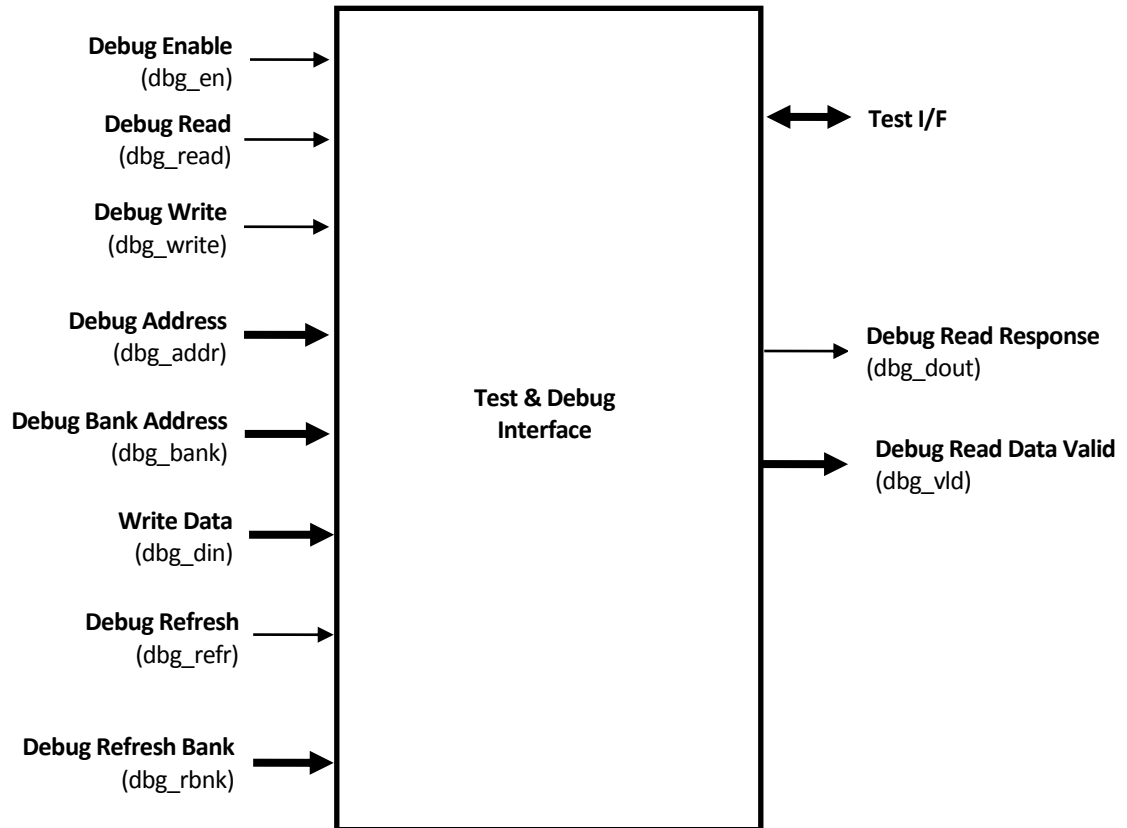 Debug Enable
(dbg_en)
Debug Read
(dbg_read)
Debug Write
(dbg_write)
Debug Address
(dbg_addr)
Debug Bank Address
(dbg_bank)
Write Data
(dbg_din)
Debug Refresh
(dbg_refr)
Debug Refresh Bank
(dbg_rbnk)
Test & Debug
Interface
Test I/F
Debug Read Response
(dbg_dout)
Debug Read Data Valid
(dbg_vld)